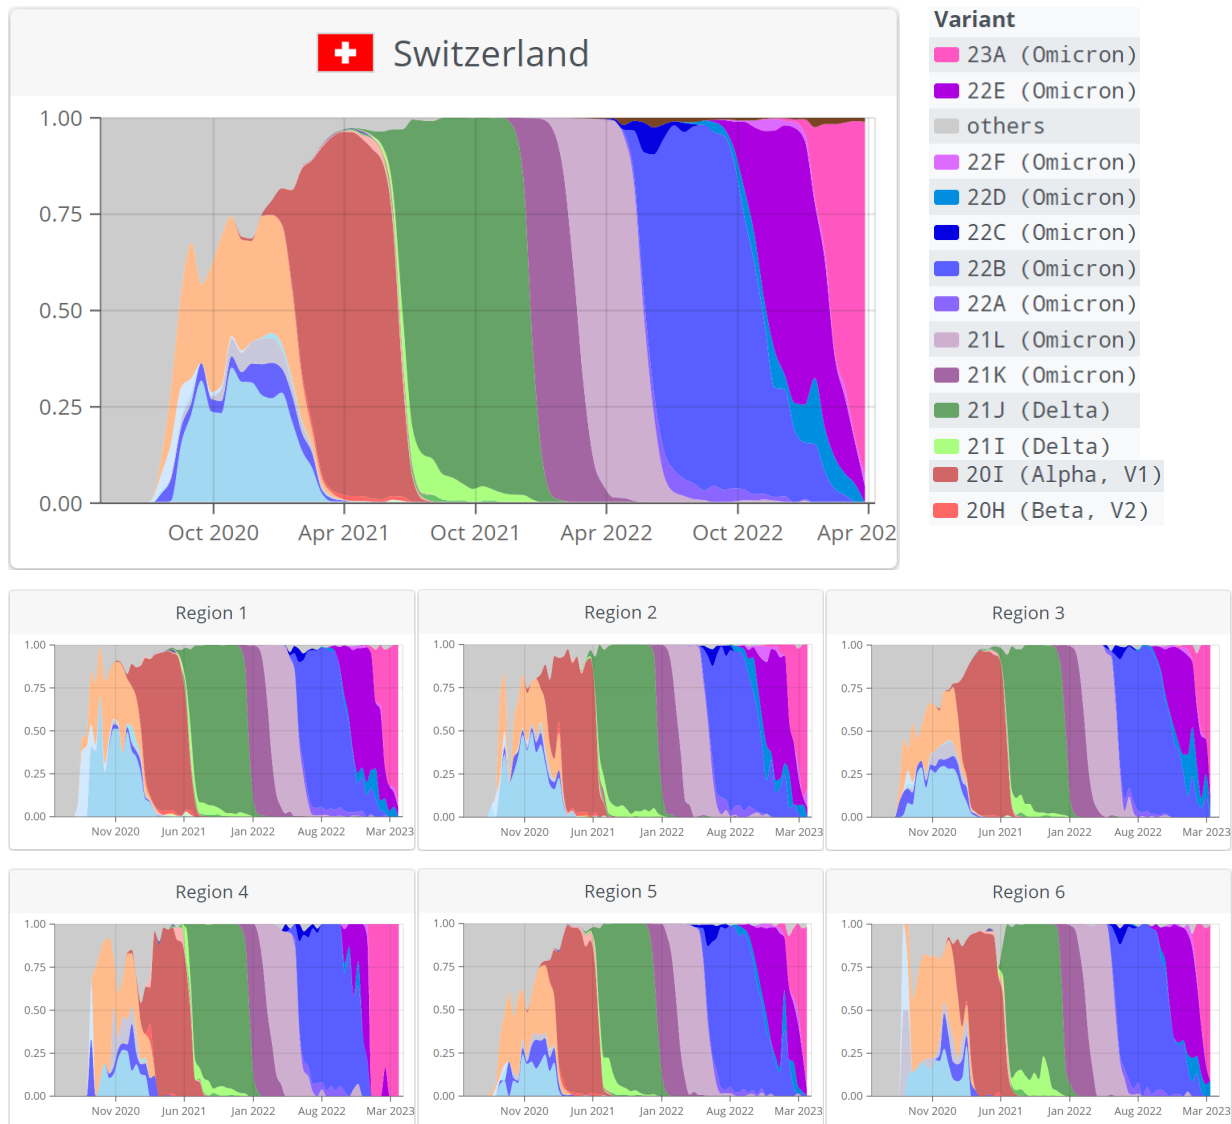 Switzerland
1.00
0.75
0.50
0.25
0.00
Oct 2020 Apr 2021 Oct 2021 Apr 2022 Oct 2022 Apr 202
Variant
23A (Omicron)
22E (Omicron)
others
22F (Omicron)
22D (Omicron)
22C (Omicron)
22B (Omicron)
22A (Omicron)
21L (Omicron)
21K (Omicron)
21J (Delta)
21I (Delta)
20I (Alpha, V1)
20H (Beta, V2)
Region 1
1.00
0.75
0.50
0.25
0.00
Nov 2020 Jun 2021 Jan 2022 Aug 2022 Mar 2023
Region 2
1.00
0.75
0.50
0.25
0.00
Nov 2020 Jun 2021 Jan 2022 Aug 2022 Mar 2023
Region 3
1.00
0.75
0.50
0.25
0.00
Nov 2020 Jun 2021 Jan 2022 Aug 2022 Mar 2023
Region 4
1.00
0.75
0.50
0.25
0.00
Nov 2020 Jun 2021 Jan 2022 Aug 2022 Mar 2023
Region 5
1.00
0.75
0.50
0.25
0.00
Nov 2020 Jun 2021 Jan 2022 Aug 2022 Mar 2023
Region 6
1.00
0.75
0.50
0.25
0.00
Nov 2020 Jun 2021 Jan 2022 Aug 2022 Mar 2023